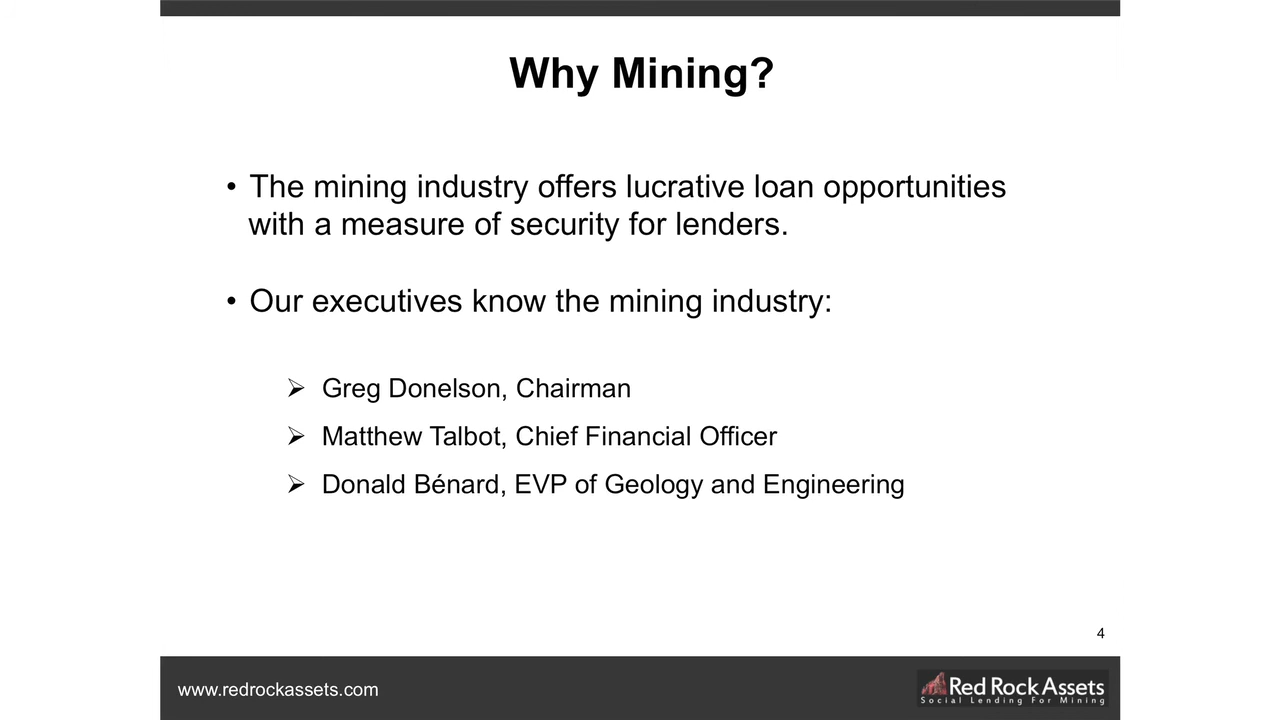 Why Mining?
• The mining industry offers lucrative loan opportunities
with a measure of security for lenders.
• Our executives know the mining industry:
➢ Greg Donelson, Chairman
➢ Matthew Talbot, Chief Financial Officer
➢ Donald Bénard, EVP of Geology and Engineering
4
www.redrockassets.com
Red Rock Assets
Social Lending For Mining